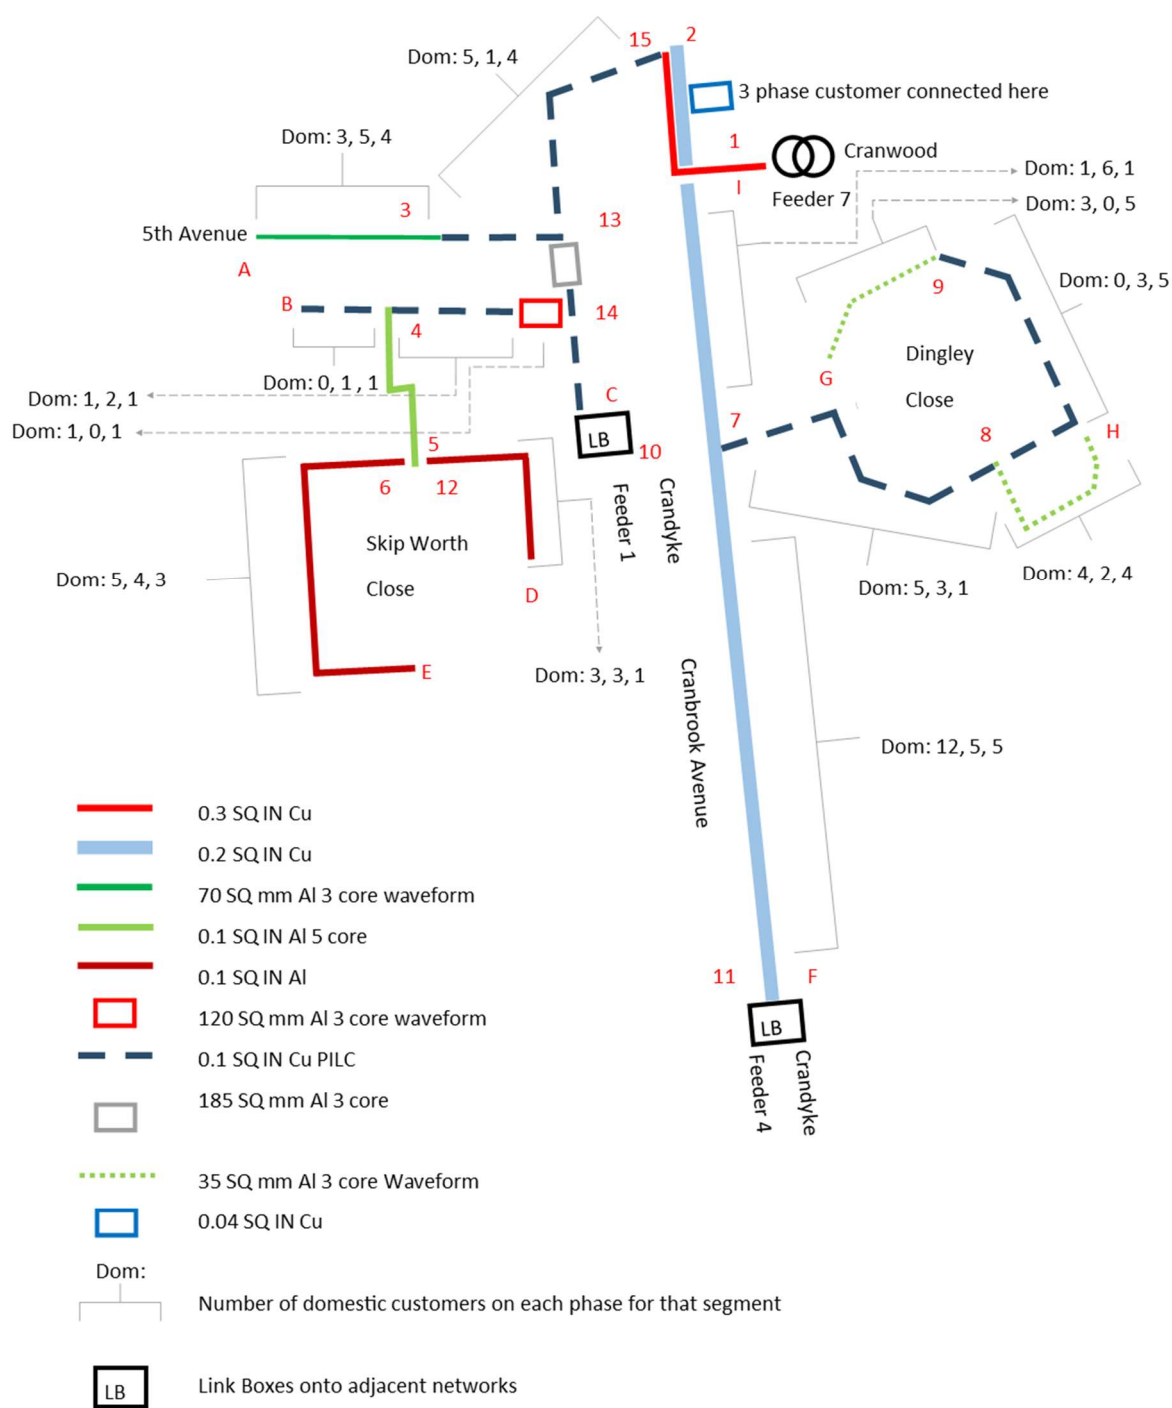 15
2
Dom: 5, 1, 4
3 phase customer connected here
Dom: 3, 5, 4
1
Cranwood
Dom: 1, 6, 1
I
Feeder 7
Dom: 3, 0, 5
3
13
5th Avenue
A
Dom: 0, 3, 5
9
B
4
14
Dingley
Close
G
Dom: 0, 1 , 1
Dom: 1, 2, 1
C
Dom: 1, 0, 1
7
8
H
LB
10
5
6
12
Feeder 1
Crandyke
Skip Worth
Close
Dom: 5, 4, 3
D
Dom: 5, 3, 1
Dom: 4, 2, 4
E
Dom: 3, 3, 1
Cranbrook Avenue
Dom: 12, 5, 5
0.3 SQ IN Cu
0.2 SQ IN Cu
70 SQ mm Al 3 core waveform
0.1 SQ IN Al 5 core
11
F
0.1 SQ IN Al
120 SQ mm Al 3 core waveform
LB
Feeder 4
Crandyke
0.1 SQ IN Cu PILC
185 SQ mm Al 3 core
35 SQ mm Al 3 core Waveform
0.04 SQ IN Cu
Dom:
Number of domestic customers on each phase for that segment
LB
Link Boxes onto adjacent networks